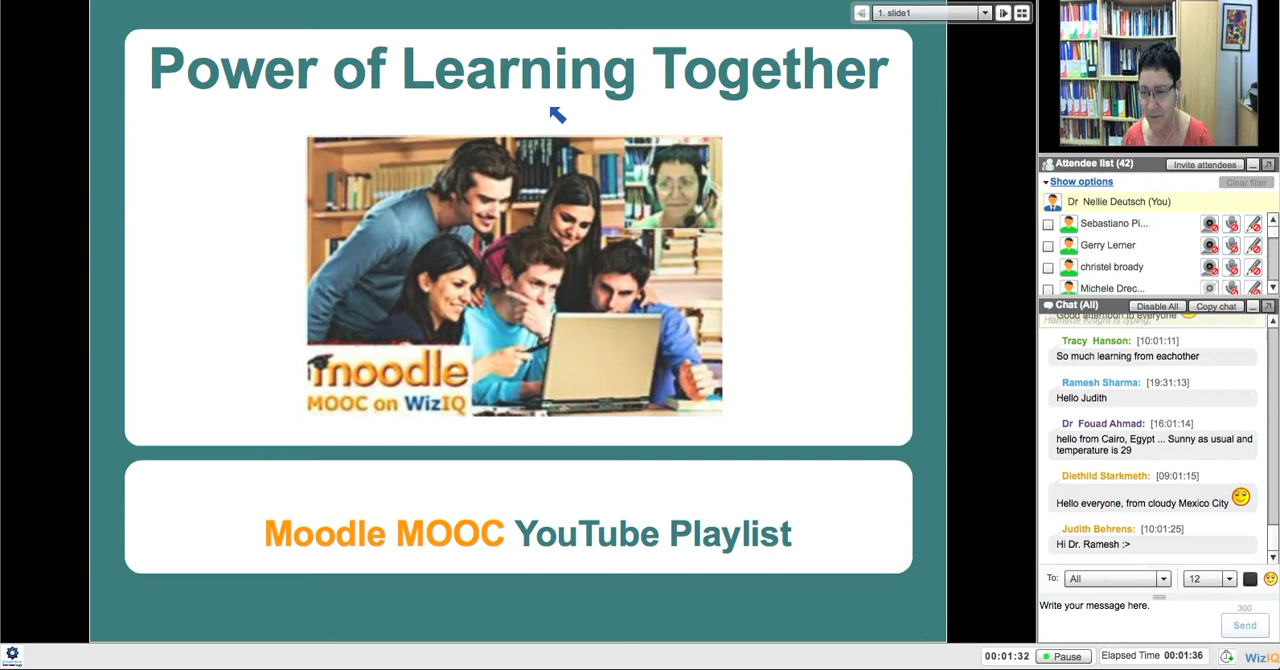 1. slide1
Power of Learning Together
moodle
MOOC on WizIQ
Moodle MOOC YouTube Playlist
Attendee list (42)
Invite attendees
Show options
Clear filter
Dr Nellie Deutsch (You)
Sebastiano Pi...
Gerry Lerner
christel broady
Michele Drec...
Chat (All)
Disable All
Copy chat
Good afternoon to everyone
Harriette Knight is typing.
Tracy Hanson: [10:01:11]
So much learning from eachother
Ramesh Sharma: [19:31:13]
Hello Judith
Dr Fouad Ahmad: [16:01:14]
hello from Cairo, Egypt ... Sunny as usual and
temperature is 29
Diethild Starkmeth: [09:01:15]
Hello everyone, from cloudy Mexico City
Judith Behrens: [10:01:25]
Hi Dr. Ramesh :>
To: All 12
Write your message here.
300
Send
00:01:32 Pause Elapsed Time 00:01:36 WizIQ